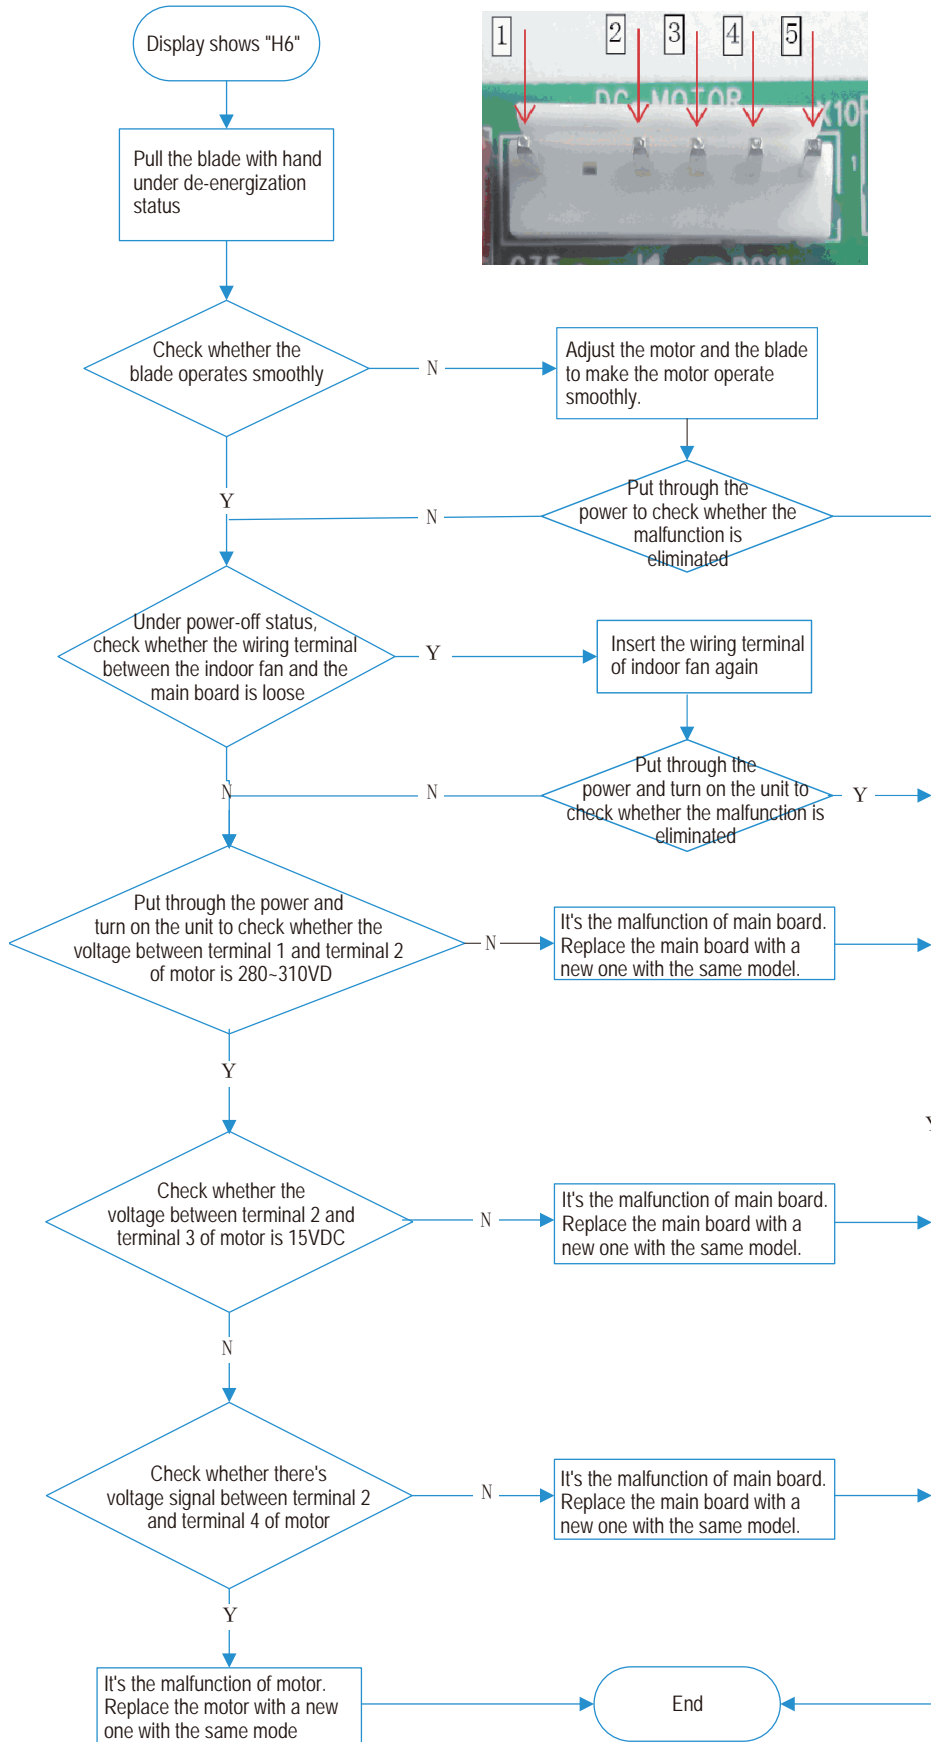 Display shows "H6"
1 2 3 4 5
DC MOTOR
1
Pull the blade with hand
under de-energization
status
Check whether the
blade operates smoothly
N
Adjust the motor and the blade
to make the motor operate
smoothly.
Y
N
Put through the
power to check whether the
malfunction is
eliminated
Under power-off status,
check whether the wiring terminal
between the indoor fan and the
main board is loose
Y
Insert the wiring terminal
of indoor fan again
N
N
Put through the
power and turn on the unit to
check whether the malfunction is
eliminated
Y
Put through the power and
turn on the unit to check whether the
voltage between terminal 1 and terminal 2
of motor is 280~310VD
N
It's the malfunction of main board.
Replace the main board with a
new one with the same model.
Y
Y
Check whether the
voltage between terminal 2 and
terminal 3 of motor is 15VDC
N
It's the malfunction of main board.
Replace the main board with a
new one with the same model.
N
Check whether there's
voltage signal between terminal 2
and terminal 4 of motor
N
It's the malfunction of main board.
Replace the main board with a
new one with the same model.
Y
It's the malfunction of motor.
Replace the motor with a new
one with the same mode
End